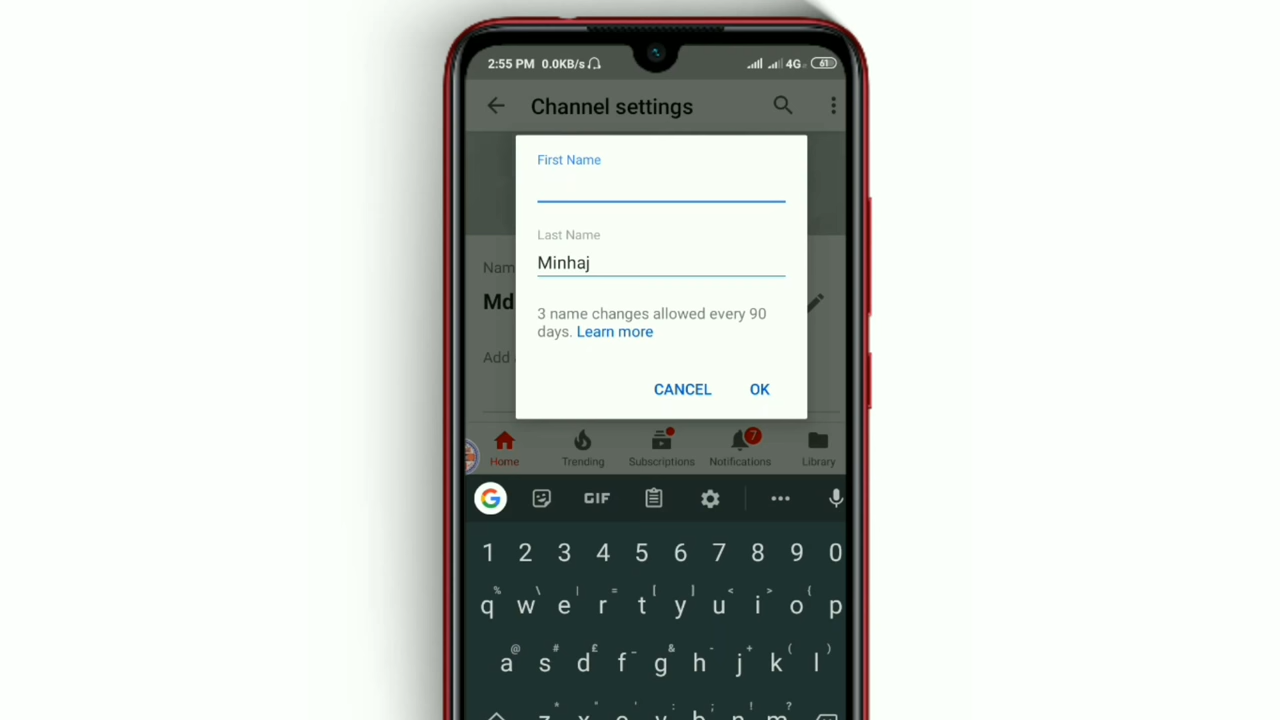 2:55 PM 0.0KB/s 4G 61
Channel settings
First Name
Last Name
Minhaj
3 name changes allowed every 90
days. Learn more
CANCEL OK
Nam
Md
Add
7
Home Trending Subscriptions Notifications Library
G GIF
1 2 3 4 5 6 7 8 9 0
% \ | = [ ] < > {
q w e r t y u i o p
@ # £ _ & - + ( )
a s d f g h j k l
* " ' : ; ! ?
z x c v b n m